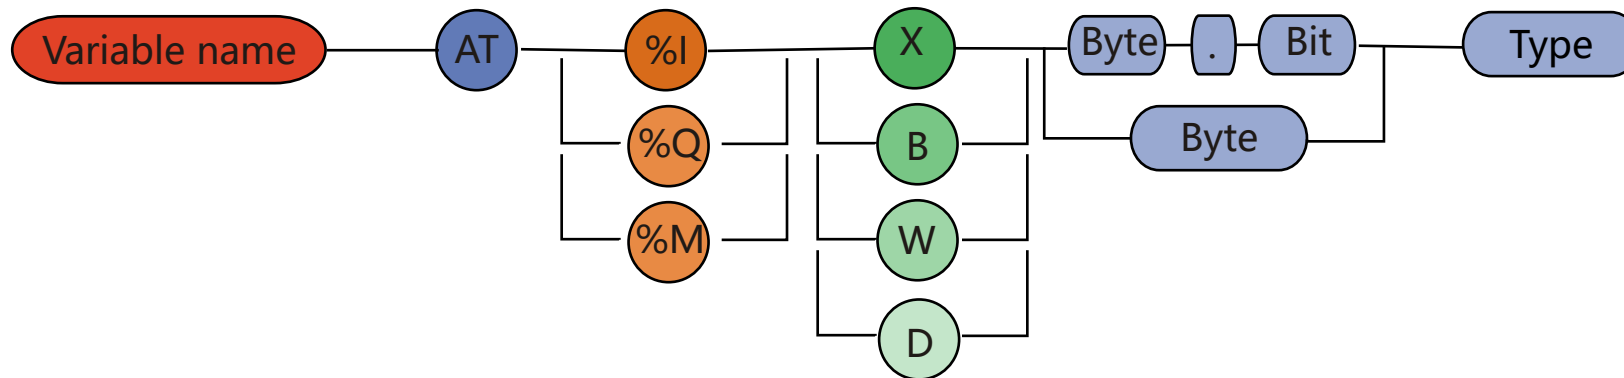 Variable name
AT
%I
X
Byte
.
Bit
Type
%Q
B
Byte
%M
W
D